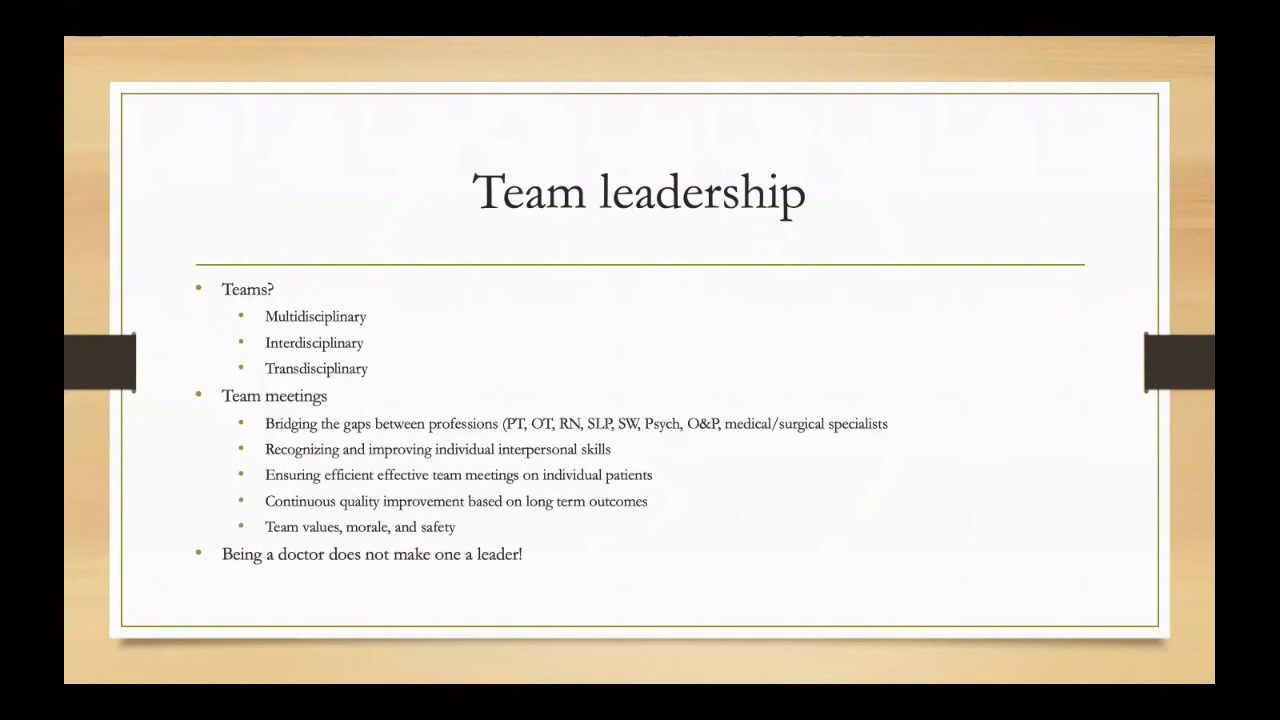 Team leadership
Teams?
Multidisciplinary
Interdisciplinary
Transdisciplinary
Team meetings
Bridging the gaps between professions (PT, OT, RN, SLP, SW, Psych, O&P, medical/surgical specialists
Recognizing and improving individual interpersonal skills
Ensuring efficient effective team meetings on individual patients
Continuous quality improvement based on long term outcomes
Team values, morale, and safety
Being a doctor does not make one a leader!